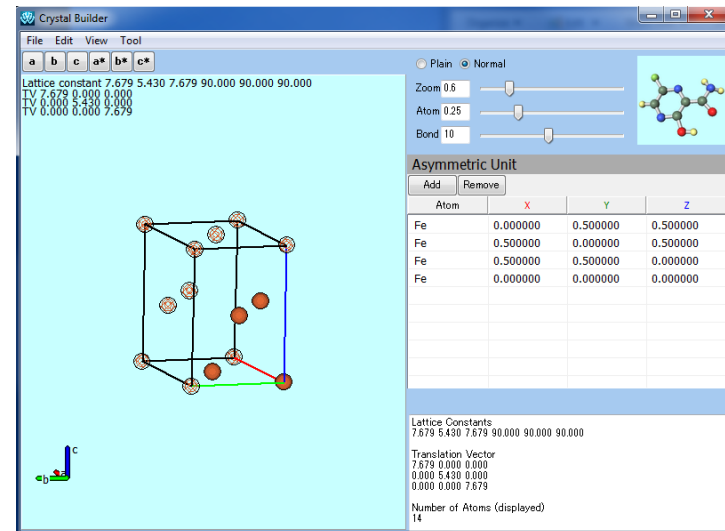 Crystal Builder
File Edit View Tool
a b c a* b* c*
Plain Normal
Lattice constant 7.679 5.430 7.679 90.000 90.000 90.000
TV 7.679 0.000 0.000
TV 0.000 5.430 0.000
TV 0.000 0.000 7.679
Zoom 0.6
Atom 0.25
Bond 10
Asymmetric Unit
Add Remove
Atom X Y Z
Fe 0.000000 0.500000 0.500000
Fe 0.500000 0.000000 0.500000
Fe 0.500000 0.500000 0.000000
Fe 0.000000 0.000000 0.000000
Lattice Constants
7.679 5.430 7.679 90.000 90.000 90.000
Translation Vector
7.679 0.000 0.000
0.000 5.430 0.000
0.000 0.000 7.679
Number of Atoms (displayed)
14
c
a
b